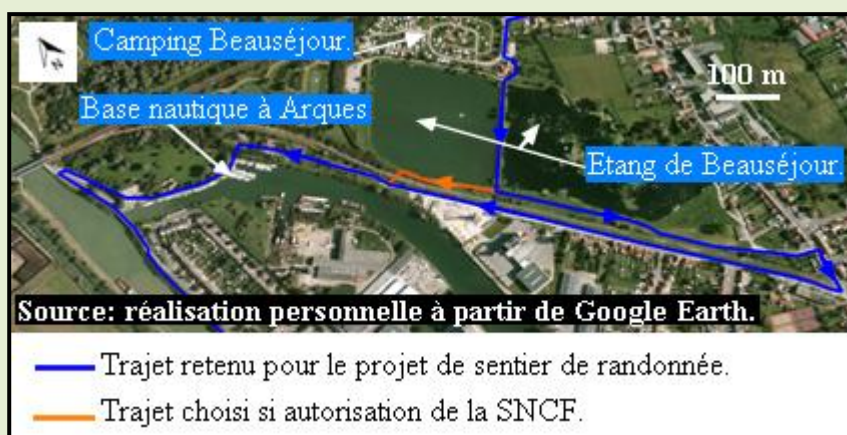 Camping Beauséjour.
100 m
Base nautique à Arques
Etang de Beauséjour.
Source: réalisation personnelle à partir de Google Earth.
Trajet retenu pour le projet de sentier de randonnée.
Trajet choisi si autorisation de la SNCF.